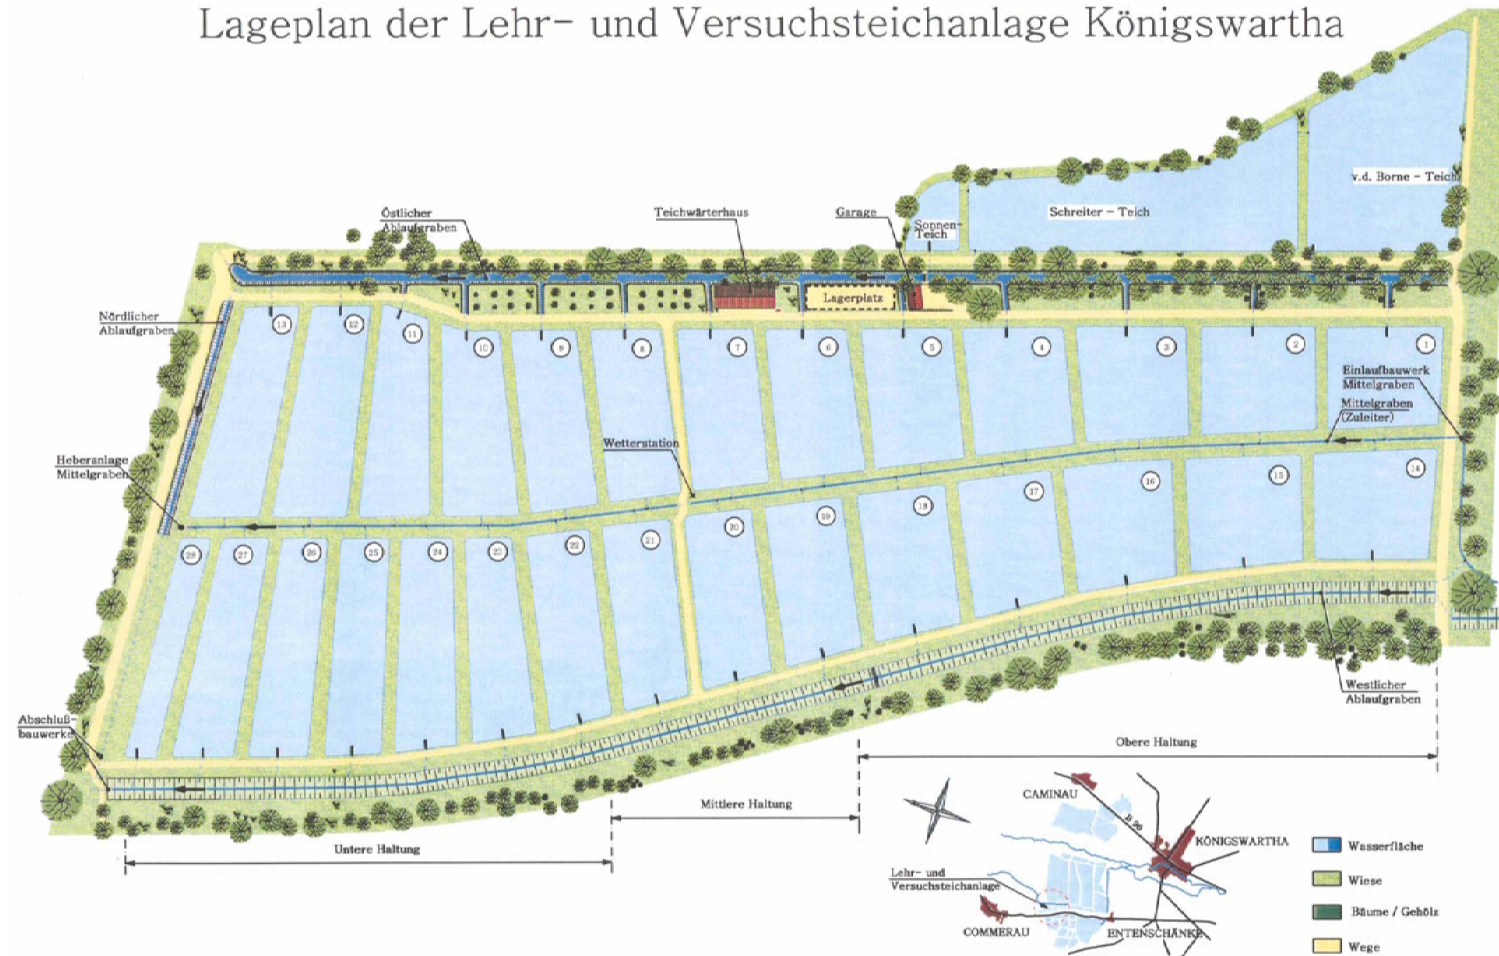 Lageplan der Lehr- und Versuchsteichanlage Königswartha
v.d. Borne - Teich
Schreiter - Teich
Sonnen-
Teich
Garage
Teichwärterhaus
Östlicher
Ablaufgraben
Lagerplatz
Nördlicher
Ablaufgraben
13
12
11
10
9
8
7
6
5
4
3
2
1
Einlaufbauwerk
Mittelgraben
Mittelgraben
(Zuleiter)
Wetterstation
Heberanlage
Mittelgraben
28
27
26
25
24
23
22
21
20
19
18
17
16
15
14
Westlicher
Ablaufgraben
Abschluß-
bauwerke
Obere Haltung
Mittlere Haltung
Untere Haltung
CAMINAU
B 96
KÖNIGSWARTHA
Lehr- und
Versuchsteichanlage
COMMERAU
ENTENSCHÄNKE
Wasserfläche
Wiese
Bäume / Gehölz
Wege